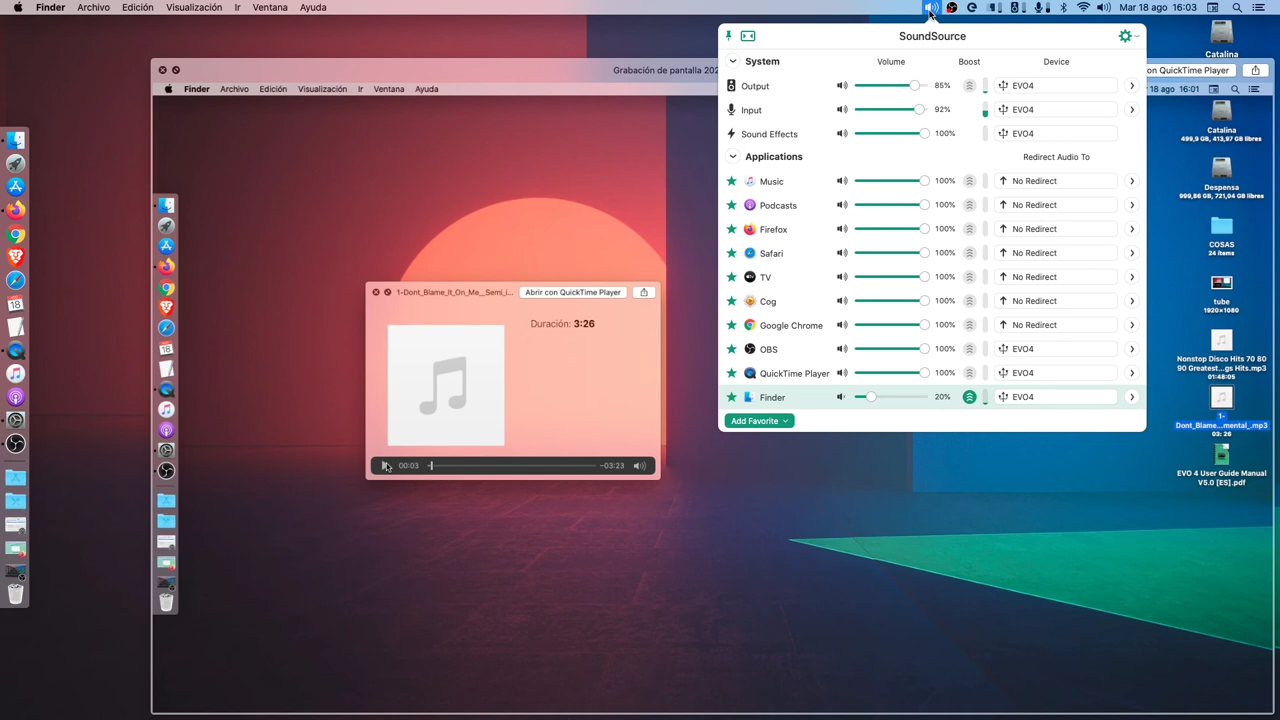 Finder Archivo Edición Visualización Ir Ventana Ayuda
Mar 18 ago 16:03
Grabación de pantalla 202
on QuickTime Player
Finder Archivo Edición Visualización Ir Ventana Ayuda
18 ago 16:01
SoundSource
System Volume Boost Device
Output 85% EVO4
Input 92% EVO4
Sound Effects 100% EVO4
Applications Redirect Audio To
Music 100% No Redirect
Podcasts 100% No Redirect
Firefox 100% No Redirect
Safari 100% No Redirect
TV 100% No Redirect
Cog 100% No Redirect
Google Chrome 100% No Redirect
OBS 100% EVO4
QuickTime Player 100% EVO4
Finder 20% EVO4
Add Favorite
1-Dont_Blame_It_On_Me__Semi_i... Abrir con QuickTime Player
Duración: 3:26
00:03 −03:23
18
18
Catalina
Catalina
499,9 GB, 413,97 GB libres
Despensa
999,86 GB, 721,04 GB libres
COSAS
24 ítems
tube
1920×1080
Nonstop Disco Hits 70 80
90 Greatest...gs Hits.mp3
01:48:05
1-
Dont_Blame...mental_.mp3
03: 26
EVO 4 User Guide Manual
V5.0 [ES].pdf